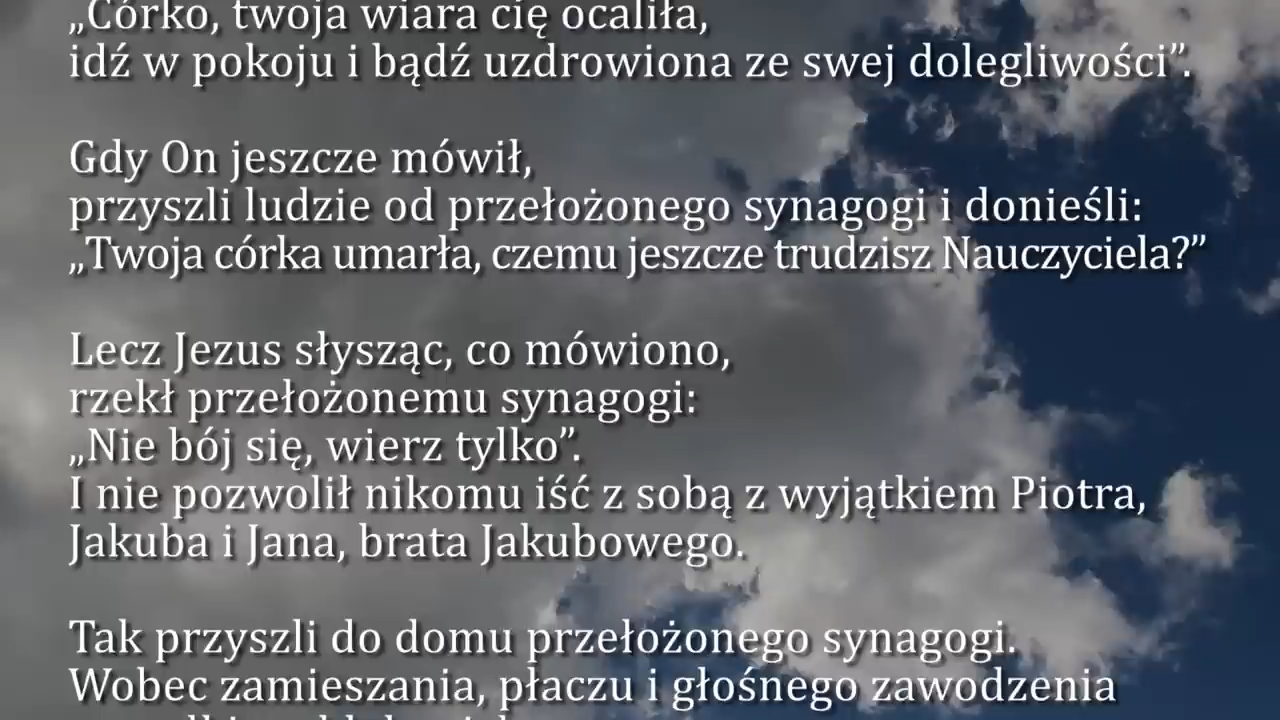 „Córko, twoja wiara cię ocaliła,
idź w pokoju i bądź uzdrowiona ze swej dolegliwości”.
Gdy On jeszcze mówił,
przyszli ludzie od przełożonego synagogi i donieśli:
„Twoja córka umarła, czemu jeszcze trudzisz Nauczyciela?”
Lecz Jezus słysząc, co mówiono,
rzekł przełożonemu synagogi:
„Nie bój się, wierz tylko”.
I nie pozwolił nikomu iść z sobą z wyjątkiem Piotra,
Jakuba i Jana, brata Jakubowego.
Tak przyszli do domu przełożonego synagogi.
Wobec zamieszania, płaczu i głośnego zawodzenia